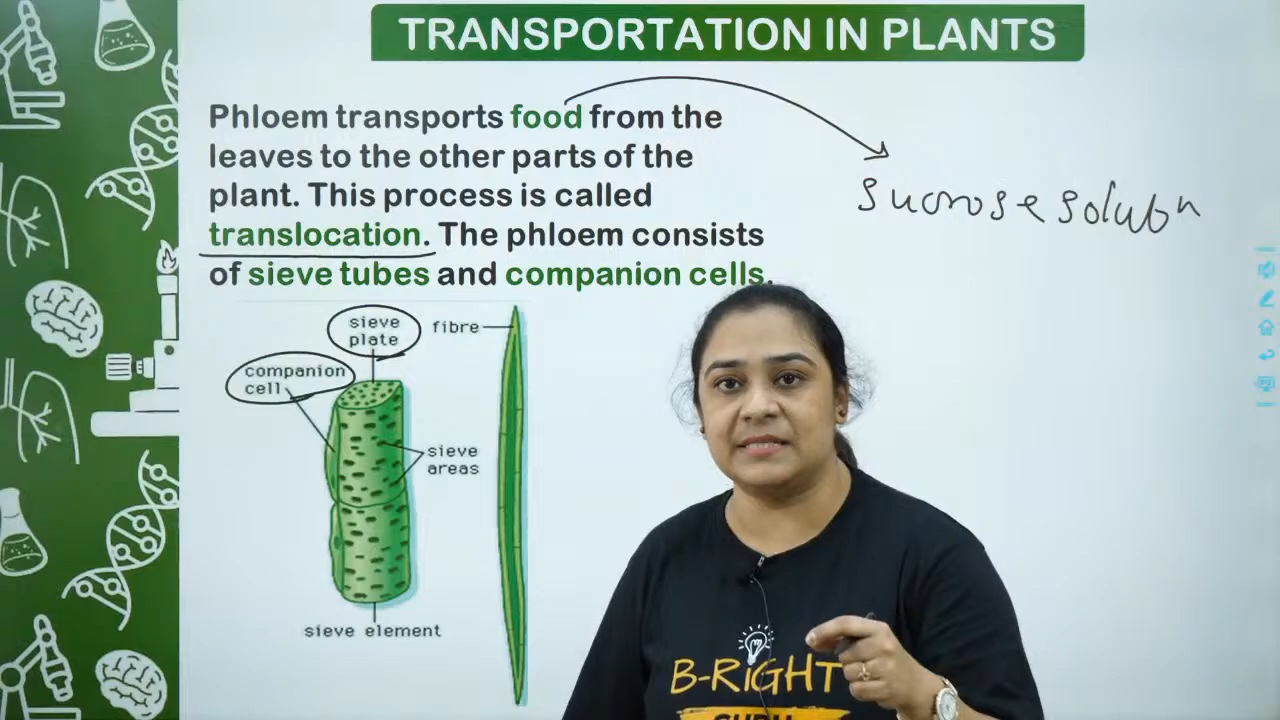 TRANSPORTATION IN PLANTS
Phloem transports food from the
leaves to the other parts of the
plant. This process is called
translocation. The phloem consists
of sieve tubes and companion cells.
sucrose solutn
sieve
plate
fibre
companion
cell
sieve
areas
sieve element
B-RIGHT
GURU